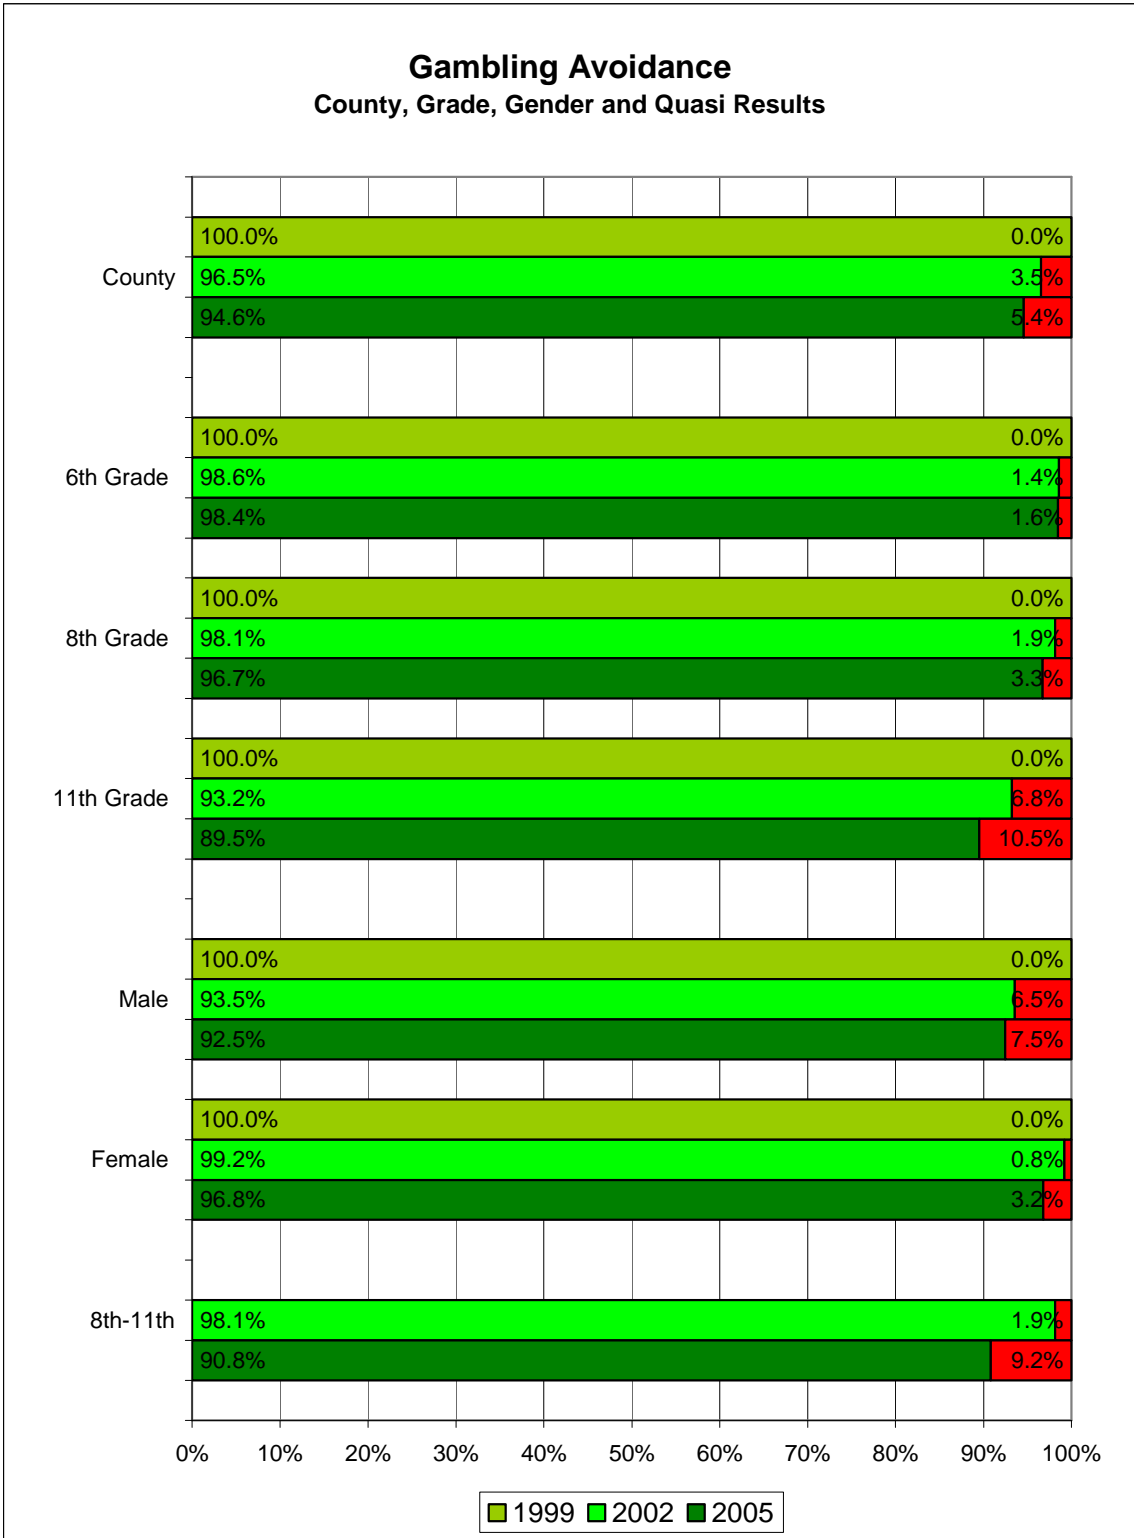 Gambling Avoidance
County, Grade, Gender and Quasi Results
100.0% 0.0%
County 96.5% 3.5%
94.6% 5.4%
100.0% 0.0%
6th Grade 98.6% 1.4%
98.4% 1.6%
100.0% 0.0%
8th Grade 98.1% 1.9%
96.7% 3.3%
100.0% 0.0%
11th Grade 93.2% 6.8%
89.5% 10.5%
100.0% 0.0%
Male 93.5% 6.5%
92.5% 7.5%
100.0% 0.0%
Female 99.2% 0.8%
96.8% 3.2%
8th-11th 98.1% 1.9%
90.8% 9.2%
0% 10% 20% 30% 40% 50% 60% 70% 80% 90% 100%
1999 2002 2005